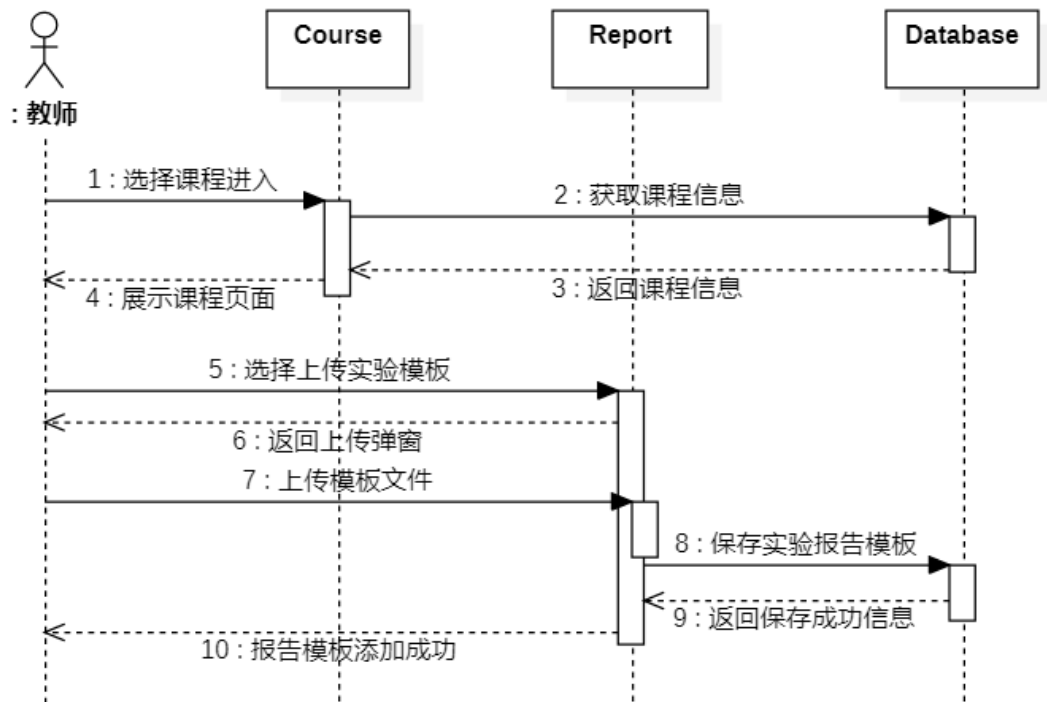 Course
Report
Database
: 教师
1 : 选择课程进入
2 : 获取课程信息
3 : 返回课程信息
4 : 展示课程页面
5 : 选择上传实验模板
6 : 返回上传弹窗
7 : 上传模板文件
8 : 保存实验报告模板
9 : 返回保存成功信息
10 : 报告模板添加成功